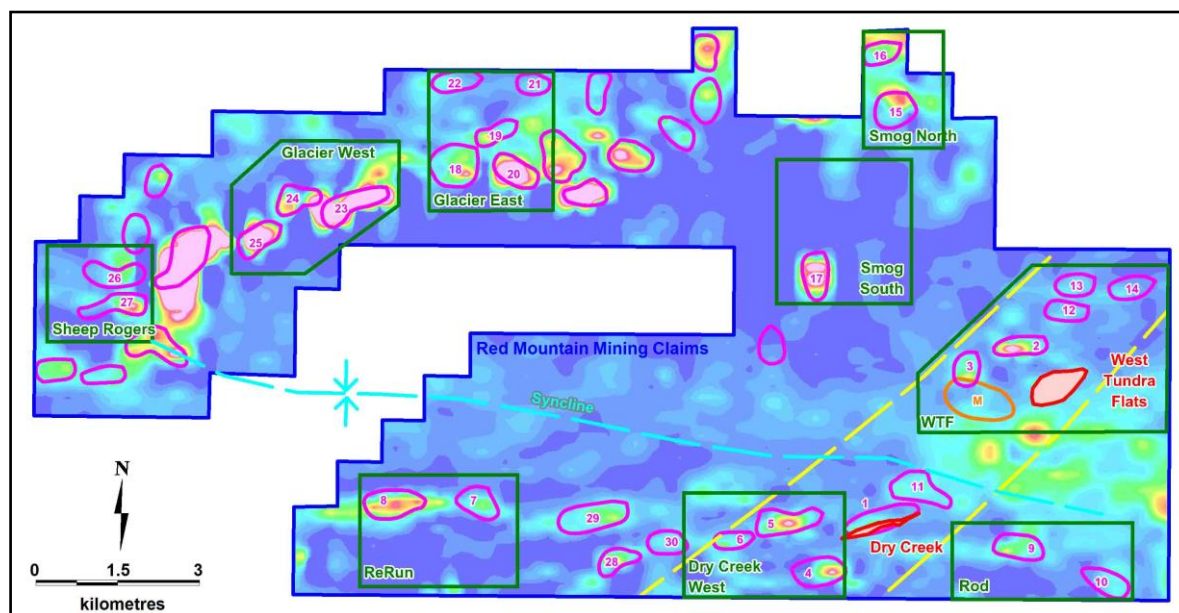 16
15
Smog North
22
21
19
18
20
Glacier East
Glacier West
24
23
25
26
27
Sheep Rogers
17
Smog
South
13
14
12
2
3
M
West
Tundra
Flats
WTF
Red Mountain Mining Claims
Syncline
N
0
1.5
3
kilometres
8
7
ReRun
29
30
28
5
6
4
Dry Creek
West
1
11
Dry Creek
9
10
Rod